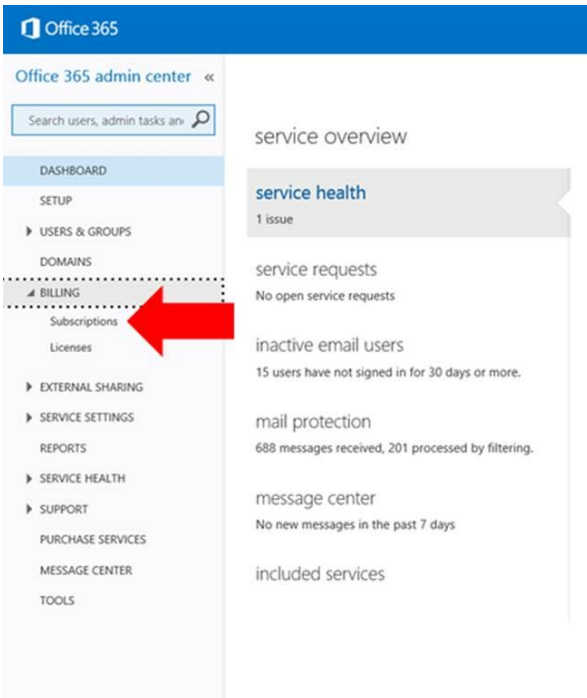 Office 365
Office 365 admin center «
Search users, admin tasks an
DASHBOARD
SETUP
USERS & GROUPS
DOMAINS
BILLING
Subscriptions
Licenses
EXTERNAL SHARING
SERVICE SETTINGS
REPORTS
SERVICE HEALTH
SUPPORT
PURCHASE SERVICES
MESSAGE CENTER
TOOLS
service overview
service health
1 issue
service requests
No open service requests
inactive email users
15 users have not signed in for 30 days or more.
mail protection
688 messages received, 201 processed by filtering.
message center
No new messages in the past 7 days
included services